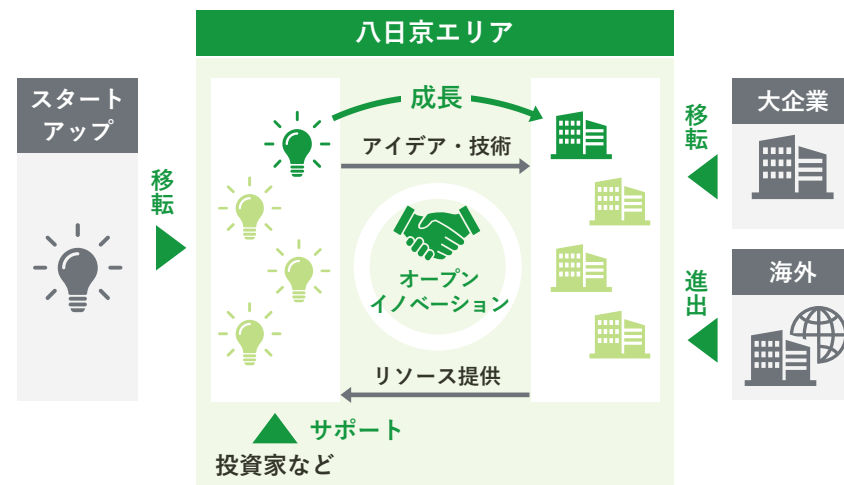 八日京エリア
スタート
アップ
移転
成長
アイデア・技術
オープン
イノベーション
リソース提供
サポート
投資家など
移転
大企業
進出
海外